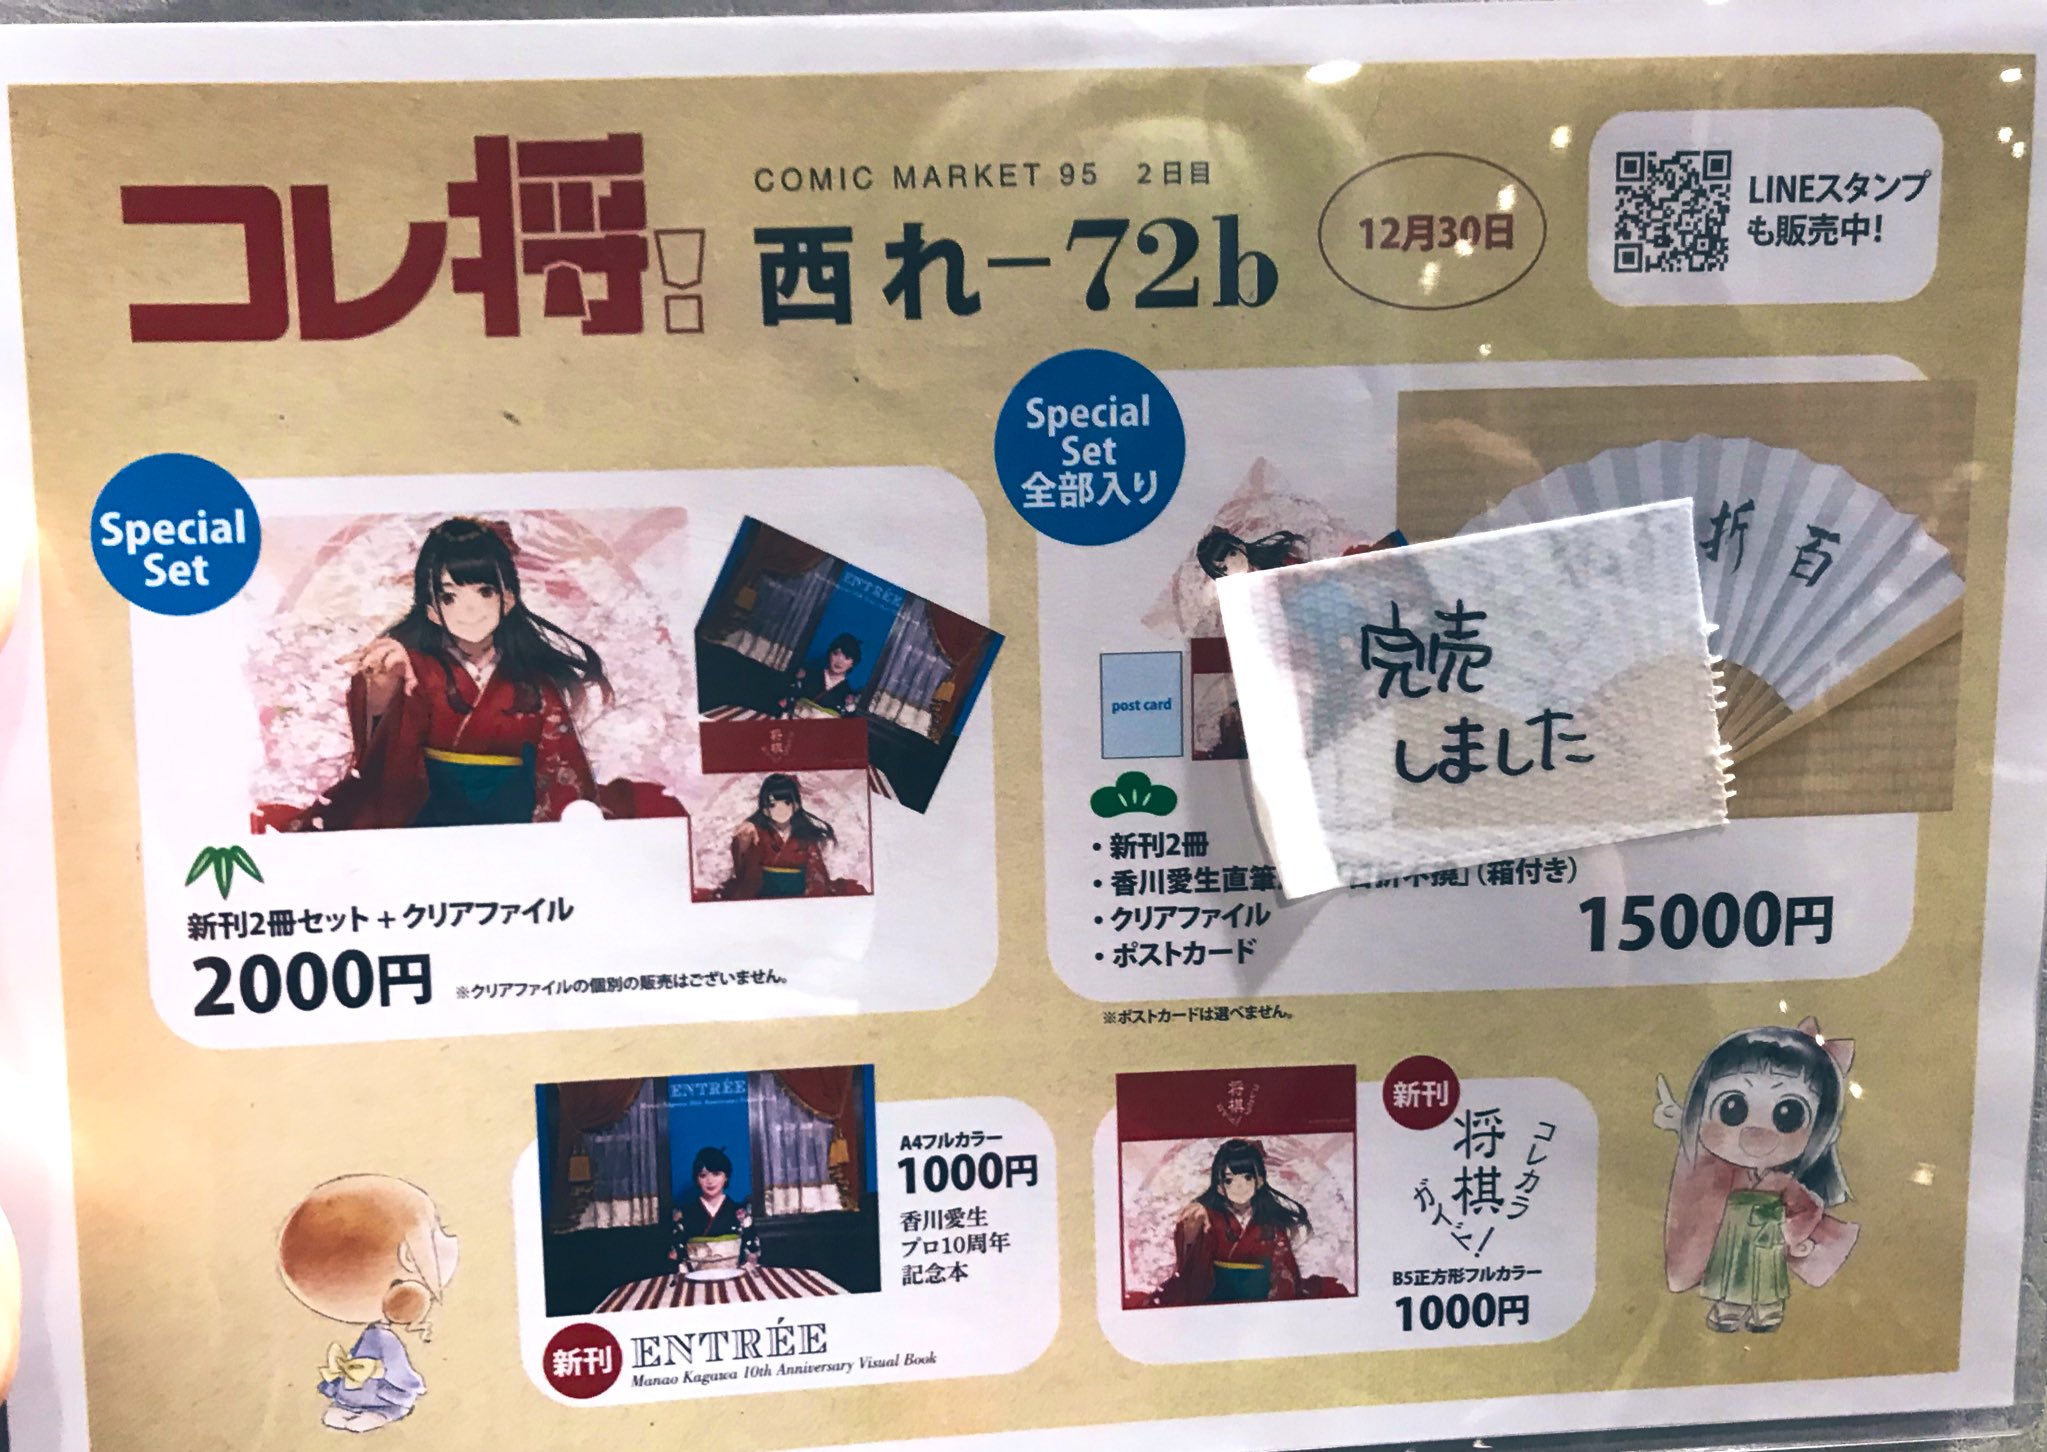 コレ将!
COMIC MARKET 95 2日目
西れ-72b
12月30日
LINEスタンプ
も販売中!
Special
Set
ENTRÉE
将棋
新刊2冊セット + クリアファイル
2000円
※クリアファイルの個別の販売はございません。
Special
Set
全部入り
折 百
完売
しました
post card
・新刊2冊
・香川愛生直筆 百折不撓」(箱付き)
・クリアファイル
・ポストカード
15000円
※ポストカードは選べません。
ENTRÉE
A4フルカラー
1000円
香川愛生
プロ10周年
記念本
新刊
ENTRÉE
Manao Kagawa 10th Anniversary Visual Book
将棋
新刊
コレカラ
将棋
ガイド!
B5正方形フルカラー
1000円